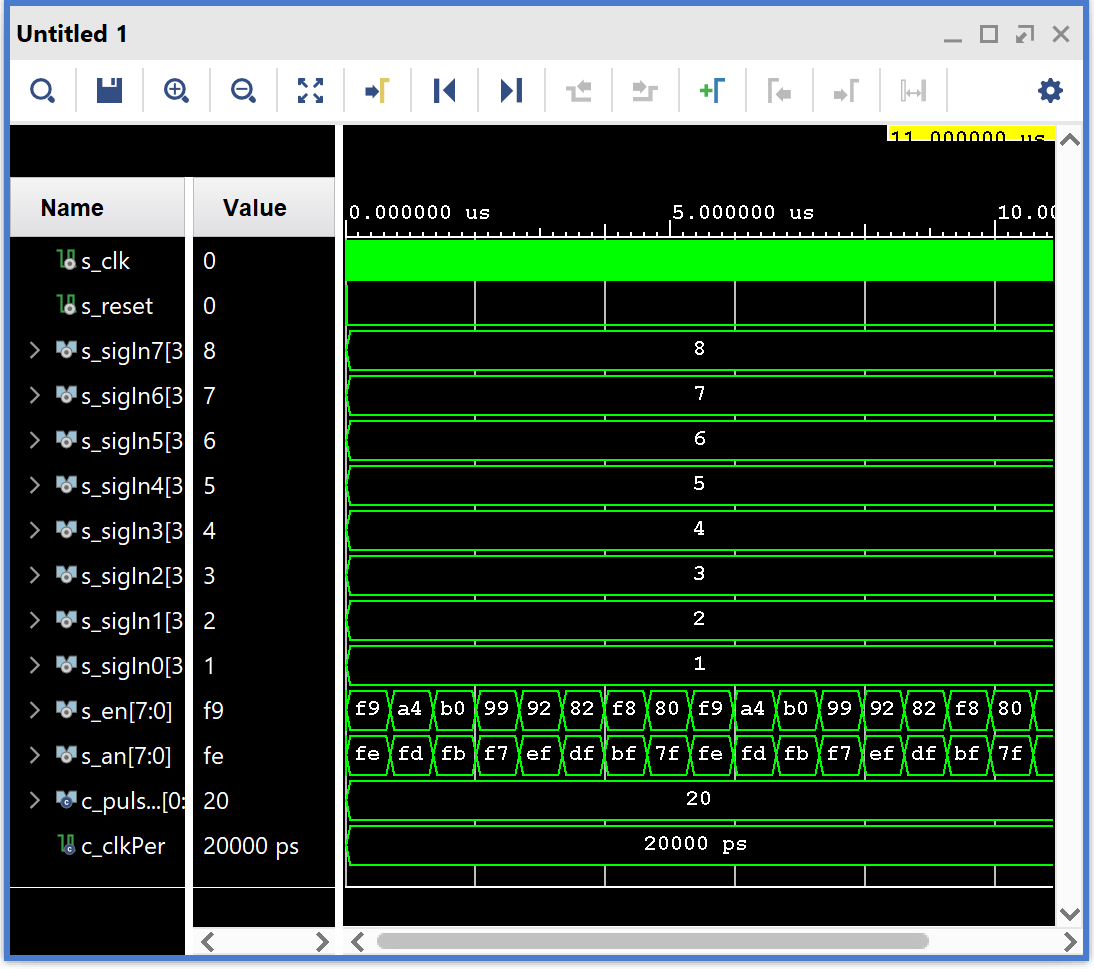 Untitled 1
11.000000 us
Name Value 0.000000 us 5.000000 us 10.00
s_clk 0
s_reset 0
s_sigIn7[3 8 8
s_sigIn6[3 7 7
s_sigIn5[3 6 6
s_sigIn4[3 5 5
s_sigIn3[3 4 4
s_sigIn2[3 3 3
s_sigIn1[3 2 2
s_sigIn0[3 1 1
s_en[7:0] f9 f9 a4 b0 99 92 82 f8 80 f9 a4 b0 99 92 82 f8 80
s_an[7:0] fe fe fd fb f7 ef df bf 7f fe fd fb f7 ef df bf 7f
c_puls...[0: 20 20
c_clkPer 20000 ps 20000 ps